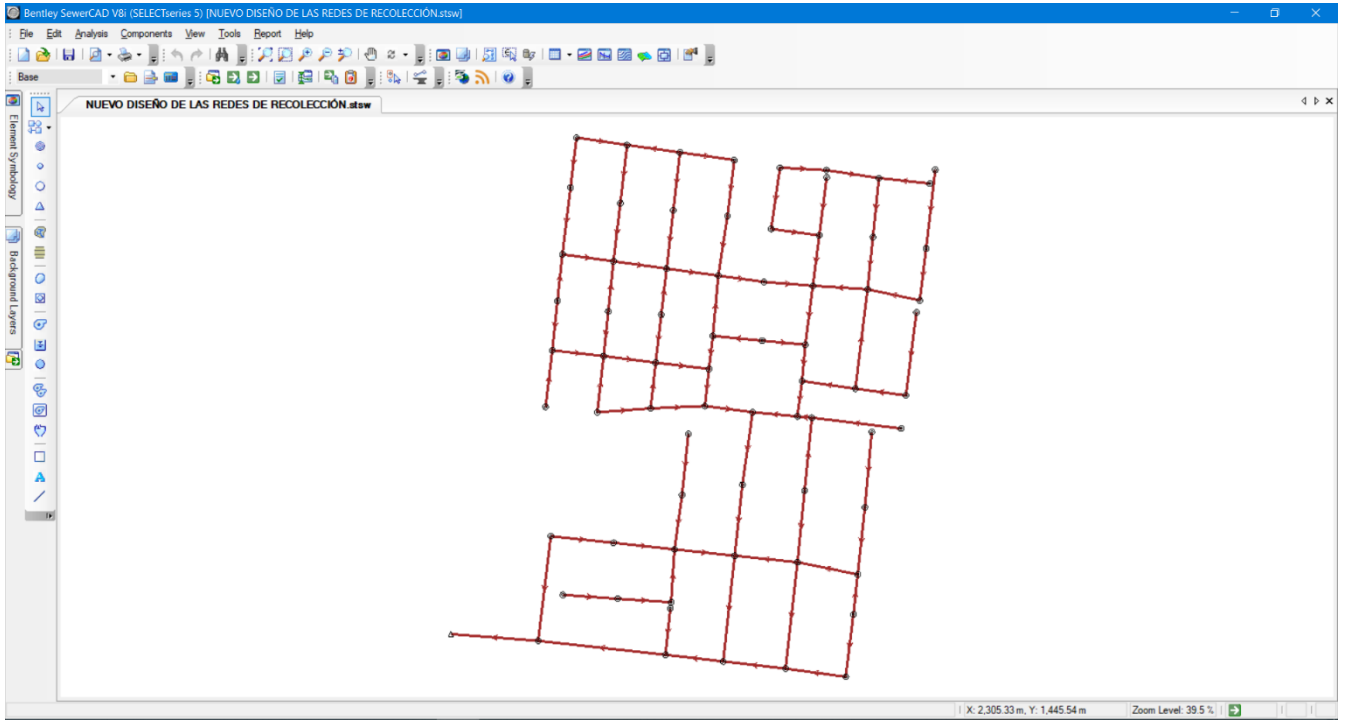 Bentley SewerCAD V8i (SELECTseries 5) [NUEVO DISEÑO DE LAS REDES DE RECOLECCIÓN.stsw]
File Edit Analysis Components View Tools Report Help
Base
NUEVO DISEÑO DE LAS REDES DE RECOLECCIÓN.stsw
Element Symbology
Background Layers
A
X: 2,305.33 m, Y: 1,445.54 m Zoom Level: 39.5 %